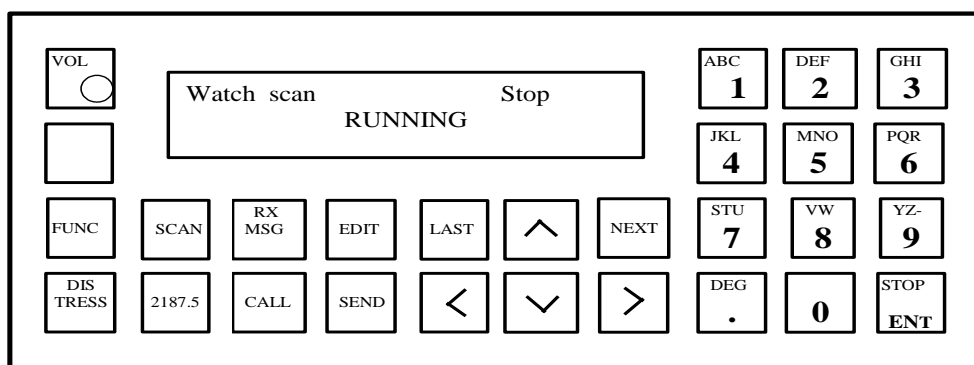 VOL
Watch scan Stop
RUNNING
ABC
1
DEF
2
GHI
3
JKL
4
MNO
5
PQR
6
FUNC
SCAN
RX
MSG
EDIT
LAST
NEXT
STU
7
VW
8
YZ-
9
DIS
TRESS
2187.5
CALL
SEND
DEG
.
0
STOP
ENT